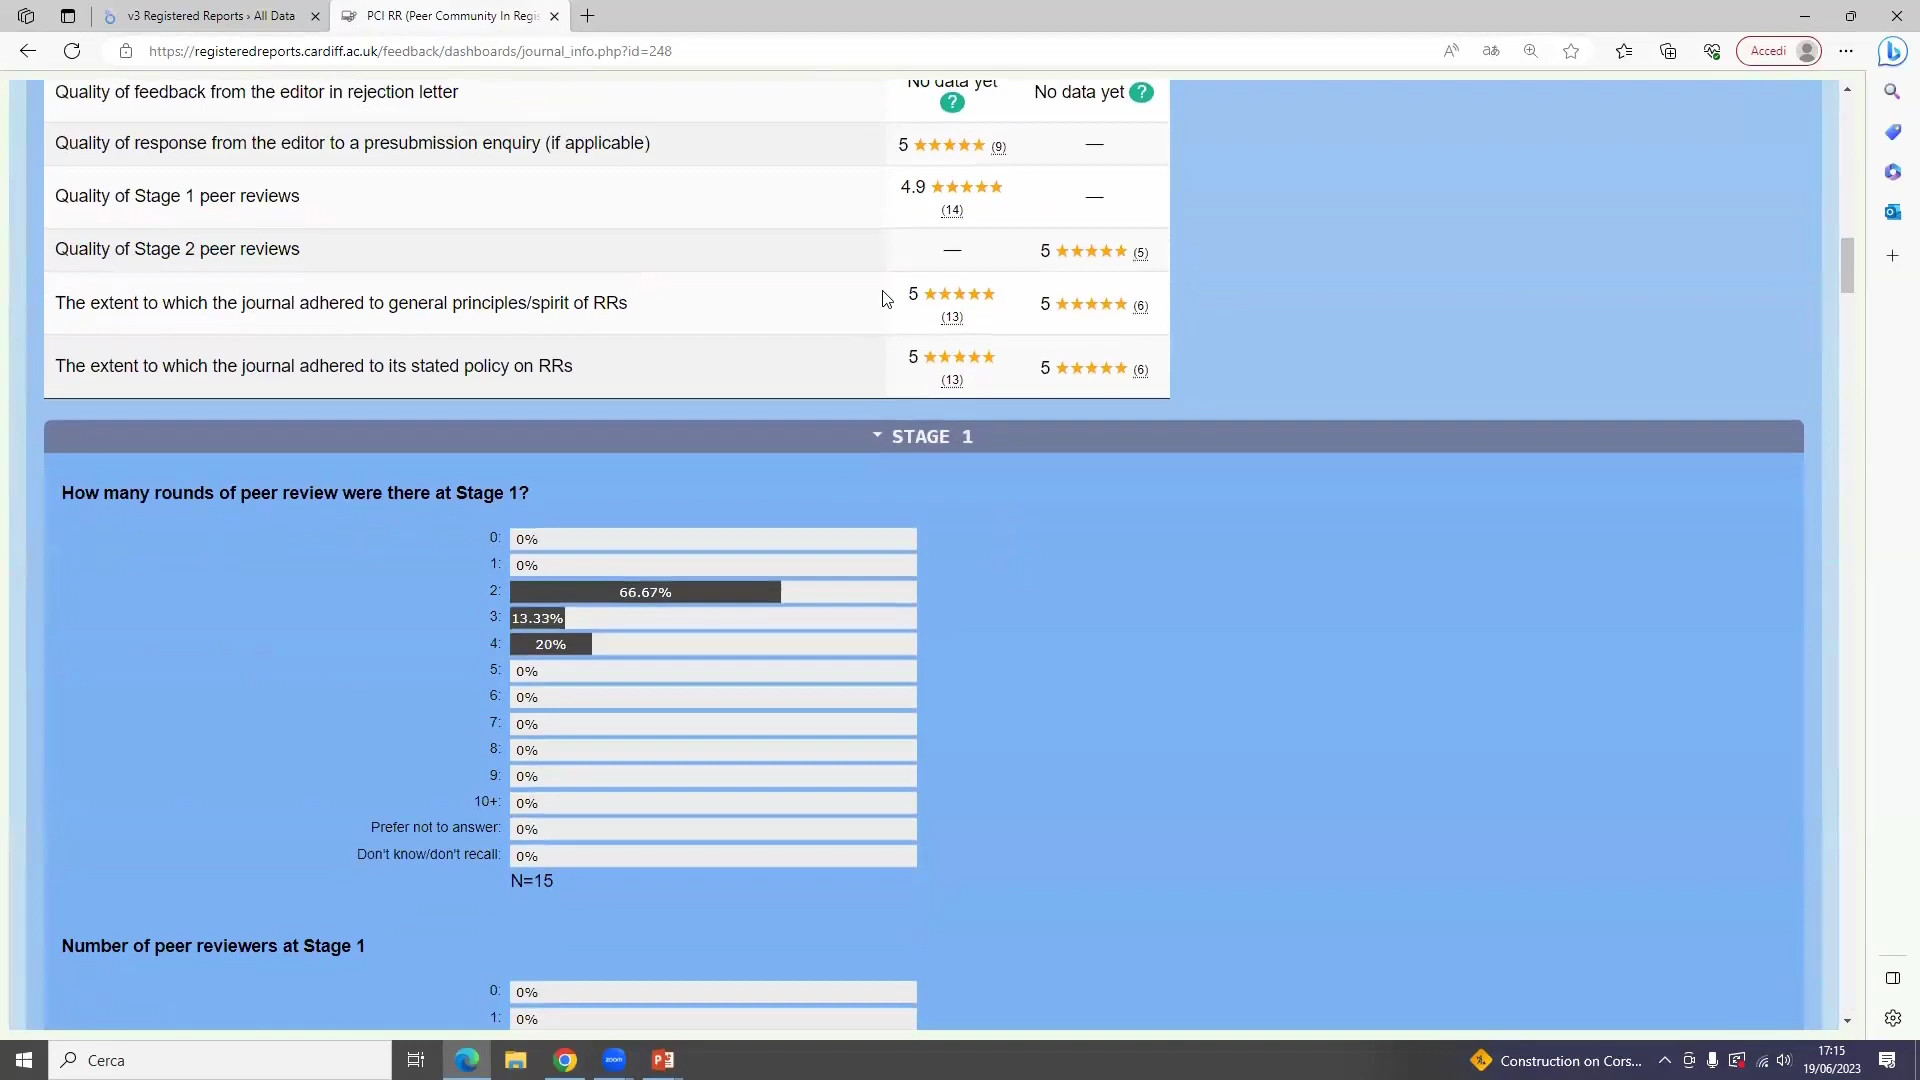 v3 Registered Reports › All Data
PCI RR (Peer Community In Regis
https://registeredreports.cardiff.ac.uk/feedback/dashboards/journal_info.php?id=248
Accedi
Quality of feedback from the editor in rejection letter No data yet ? No data yet ?
Quality of response from the editor to a presubmission enquiry (if applicable) 5 ★★★★★ (9) —
Quality of Stage 1 peer reviews 4.9 ★★★★★ (14) —
Quality of Stage 2 peer reviews — 5 ★★★★★ (5)
The extent to which the journal adhered to general principles/spirit of RRs 5 ★★★★★ (13) 5 ★★★★★ (6)
The extent to which the journal adhered to its stated policy on RRs 5 ★★★★★ (13) 5 ★★★★★ (6)
STAGE 1
How many rounds of peer review were there at Stage 1?
0: 0%
1: 0%
2: 66.67%
3: 13.33%
4: 20%
5: 0%
6: 0%
7: 0%
8: 0%
9: 0%
10+: 0%
Prefer not to answer: 0%
Don't know/don't recall: 0%
N=15
Number of peer reviewers at Stage 1
0: 0%
1: 0%
Cerca
zoom
Construction on Cors...
17:15
19/06/2023